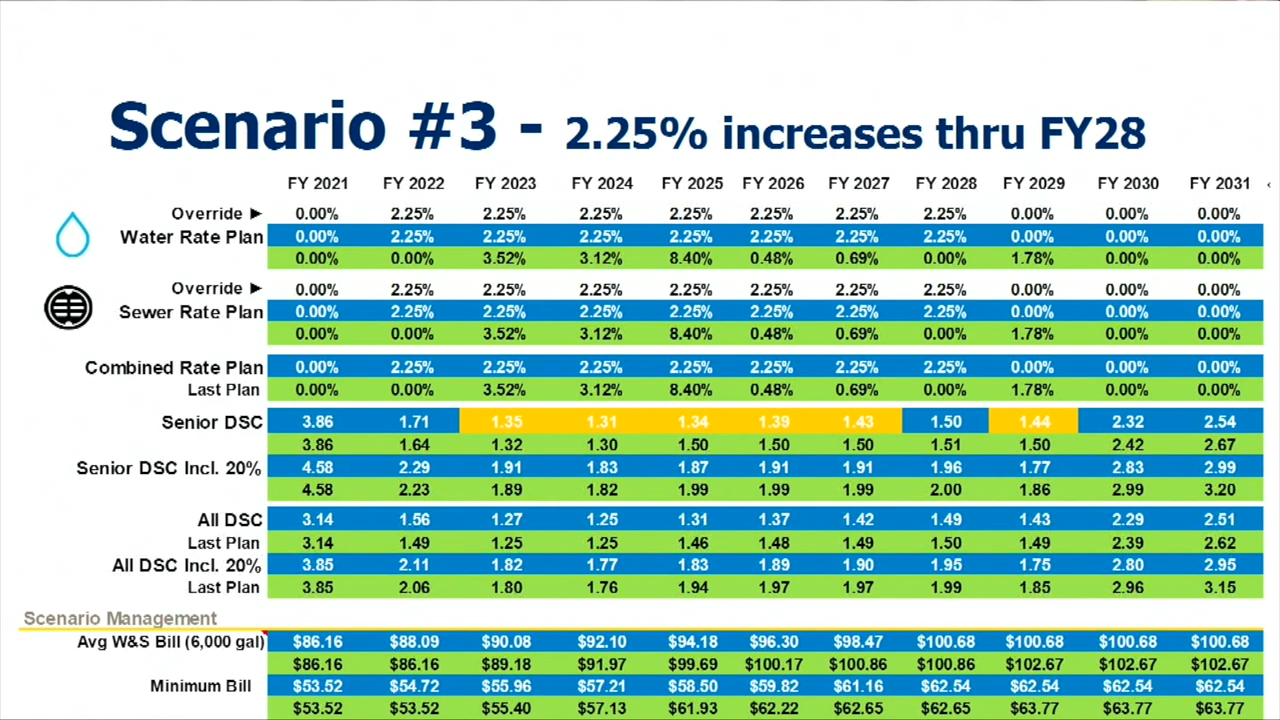 Scenario #3 - 2.25% increases thru FY28
FY 2021 FY 2022 FY 2023 FY 2024 FY 2025 FY 2026 FY 2027 FY 2028 FY 2029 FY 2030 FY 2031
Override ► 0.00% 2.25% 2.25% 2.25% 2.25% 2.25% 2.25% 2.25% 0.00% 0.00% 0.00%
Water Rate Plan 0.00% 2.25% 2.25% 2.25% 2.25% 2.25% 2.25% 2.25% 0.00% 0.00% 0.00%
0.00% 0.00% 3.52% 3.12% 8.40% 0.48% 0.69% 0.00% 1.78% 0.00% 0.00%
Override ► 0.00% 2.25% 2.25% 2.25% 2.25% 2.25% 2.25% 2.25% 0.00% 0.00% 0.00%
Sewer Rate Plan 0.00% 2.25% 2.25% 2.25% 2.25% 2.25% 2.25% 2.25% 0.00% 0.00% 0.00%
0.00% 0.00% 3.52% 3.12% 8.40% 0.48% 0.69% 0.00% 1.78% 0.00% 0.00%
Combined Rate Plan 0.00% 2.25% 2.25% 2.25% 2.25% 2.25% 2.25% 2.25% 0.00% 0.00% 0.00%
Last Plan 0.00% 0.00% 3.52% 3.12% 8.40% 0.48% 0.69% 0.00% 1.78% 0.00% 0.00%
Senior DSC 3.86 1.71 1.35 1.31 1.34 1.39 1.43 1.50 1.44 2.32 2.54
3.86 1.64 1.32 1.30 1.50 1.50 1.50 1.51 1.50 2.42 2.67
Senior DSC Incl. 20% 4.58 2.29 1.91 1.83 1.87 1.91 1.91 1.96 1.77 2.83 2.99
4.58 2.23 1.89 1.82 1.99 1.99 1.99 2.00 1.86 2.99 3.20
All DSC 3.14 1.56 1.27 1.25 1.31 1.37 1.42 1.49 1.43 2.29 2.51
Last Plan 3.14 1.49 1.25 1.25 1.46 1.48 1.49 1.50 1.49 2.39 2.62
All DSC Incl. 20% 3.85 2.11 1.82 1.77 1.83 1.89 1.90 1.95 1.75 2.80 2.95
Last Plan 3.85 2.06 1.80 1.76 1.94 1.97 1.97 1.99 1.85 2.96 3.15
Scenario Management
Avg W&S Bill (6,000 gal) $86.16 $88.09 $90.08 $92.10 $94.18 $96.30 $98.47 $100.68 $100.68 $100.68 $100.68
$86.16 $86.16 $89.18 $91.97 $99.69 $100.17 $100.86 $100.86 $102.67 $102.67 $102.67
Minimum Bill $53.52 $54.72 $55.96 $57.21 $58.50 $59.82 $61.16 $62.54 $62.54 $62.54 $62.54
$53.52 $53.52 $55.40 $57.13 $61.93 $62.22 $62.65 $62.65 $63.77 $63.77 $63.77